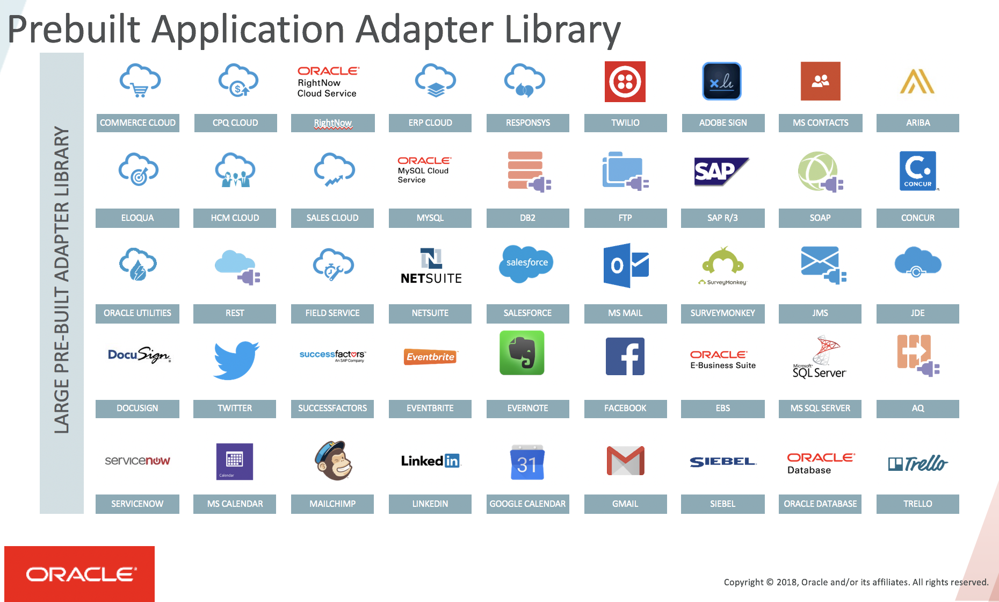 Prebuilt Application Adapter Library
LARGE PRE-BUILT ADAPTER LIBRARY
ORACLE®
RightNow
Cloud Service
COMMERCE CLOUD
CPQ CLOUD
RightNow
ERP CLOUD
RESPONSYS
TWILIO
ADOBE SIGN
MS CONTACTS
ARIBA
ORACLE®
MySQL Cloud
Service
SAP
C.
CONCUR
ELOQUA
HCM CLOUD
SALES CLOUD
MYSQL
DB2
FTP
SAP R/3
SOAP
CONCUR
N
NETSUITE
salesforce
O
SurveyMonkey
ORACLE UTILITIES
REST
FIELD SERVICE
NETSUITE
SALESFORCE
MS MAIL
SURVEYMONKEY
JMS
JDE
DocuSign
successfactors™
An SAP Company
Eventbrite
f
ORACLE®
E-Business Suite
Microsoft®
SQL Server
DOCUSIGN
TWITTER
SUCCESSFACTORS
EVENTBRITE
EVERNOTE
FACEBOOK
EBS
MS SQL SERVER
AQ
servicenow
Calendar
Linked in
31
M
SIEBEL
ORACLE®
Database
Trello
SERVICENOW
MS CALENDAR
MAILCHIMP
LINKEDIN
GOOGLE CALENDAR
GMAIL
SIEBEL
ORACLE DATABASE
TRELLO
ORACLE®
Copyright © 2018, Oracle and/or its affiliates. All rights reserved.